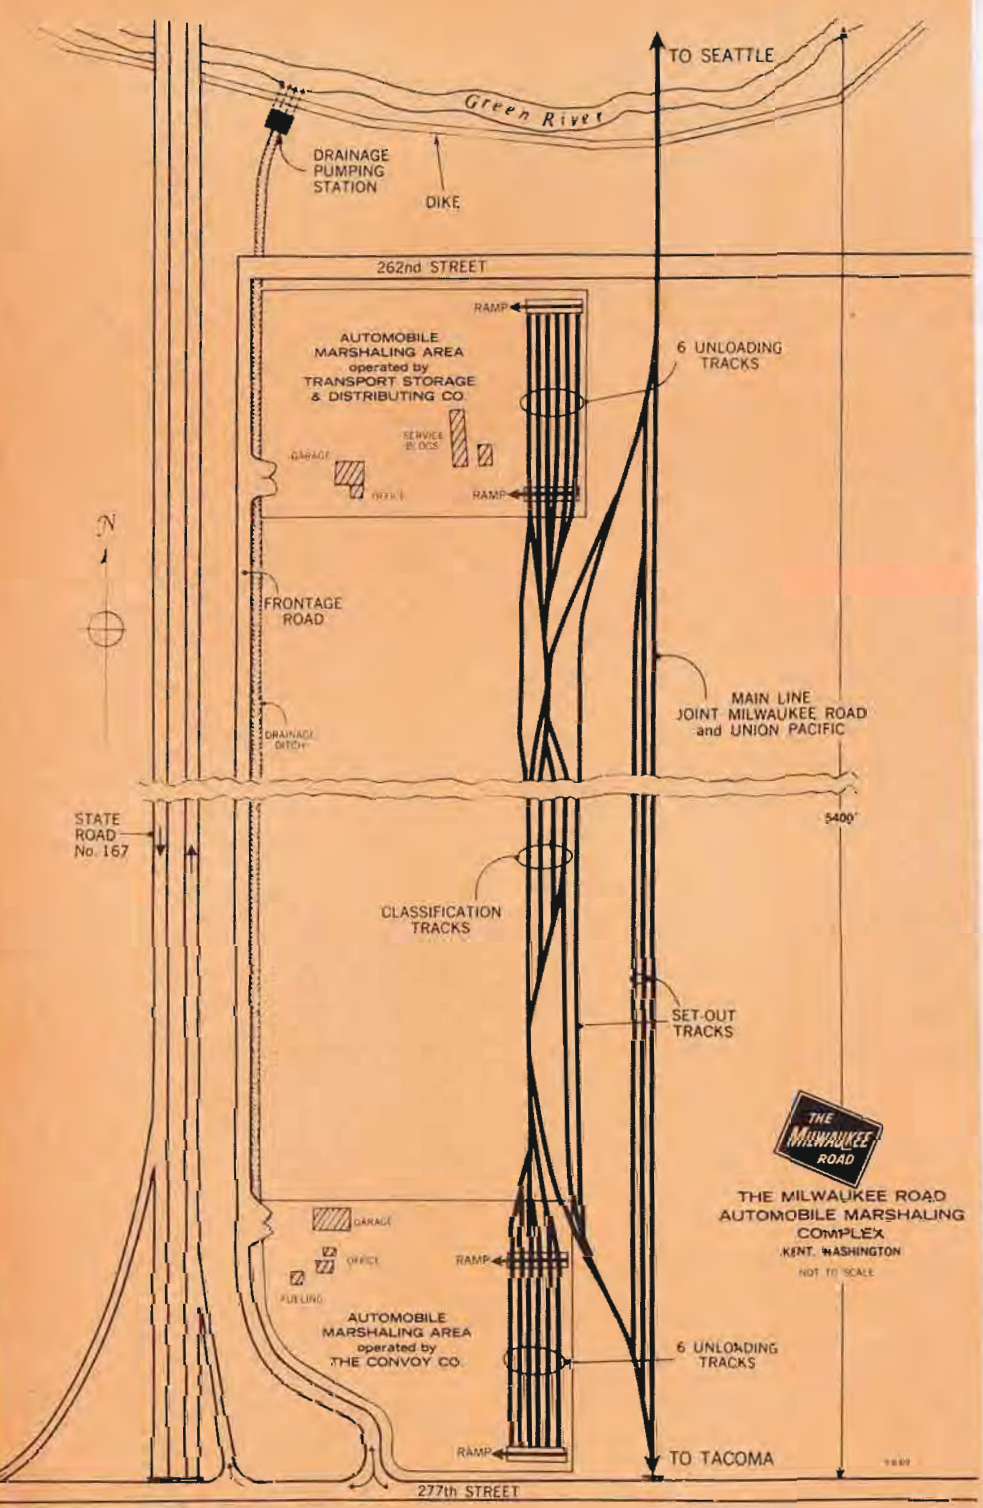 TO SEATTLE
Green River
DRAINAGE
PUMPING
STATION
DIKE
262nd STREET
RAMP
AUTOMOBILE
MARSHALING AREA
operated by
TRANSPORT STORAGE
& DISTRIBUTING CO.
6 UNLOADING
TRACKS
SERVICE
BLDGS
GARAGE
OFFICE
RAMP
N
FRONTAGE
ROAD
DRAINAGE
DITCH
MAIN LINE
JOINT MILWAUKEE ROAD
and UNION PACIFIC
5400'
STATE
ROAD
No. 167
CLASSIFICATION
TRACKS
SET-OUT
TRACKS
THE
MILWAUKEE
ROAD
THE MILWAUKEE ROAD
AUTOMOBILE MARSHALING
COMPLEX
KENT, WASHINGTON
NOT TO SCALE
GARAGE
OFFICE
FUELING
RAMP
AUTOMOBILE
MARSHALING AREA
operated by
THE CONVOY CO.
6 UNLOADING
TRACKS
RAMP
TO TACOMA
277th STREET